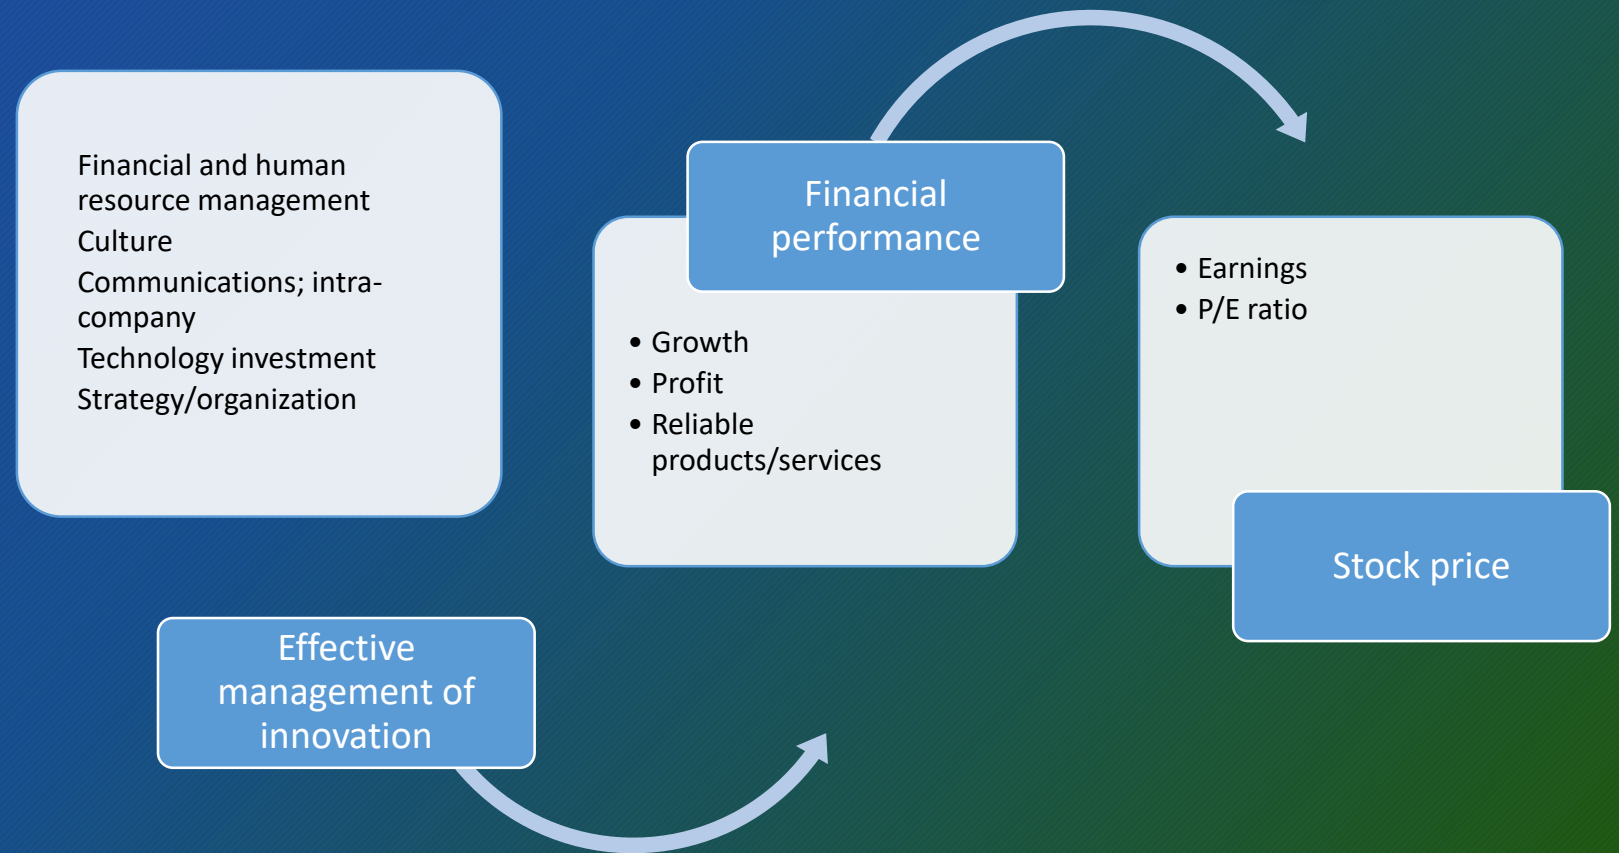 Financial and human
resource management
Culture
Communications; intra-
company
Technology investment
Strategy/organization
Effective
management of
innovation
Financial
performance
• Growth
• Profit
• Reliable
products/services
• Earnings
• P/E ratio
Stock price